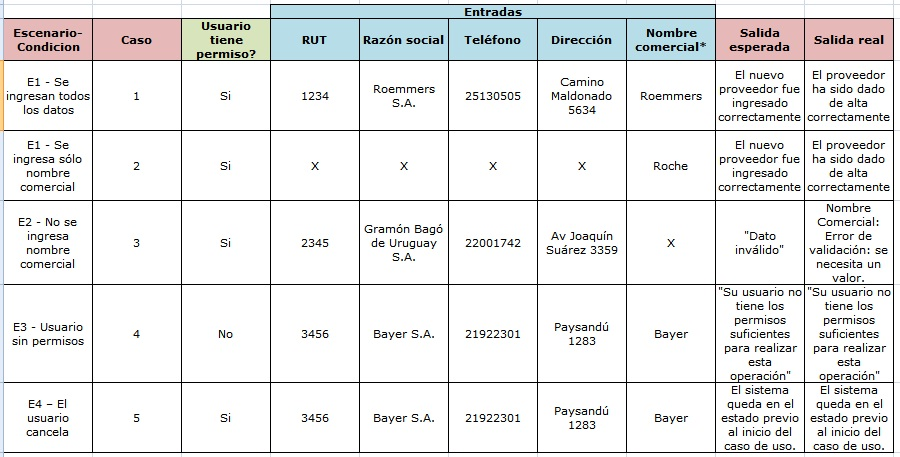 Entradas
Escenario-
Condicion
Caso
Usuario
tiene
permiso?
RUT
Razón social
Teléfono
Dirección
Nombre
comercial*
Salida
esperada
Salida real
E1 - Se
ingresan todos
los datos
1
Si
1234
Roemmers
S.A.
25130505
Camino
Maldonado
5634
Roemmers
El nuevo
proveedor fue
ingresado
correctamente
El proveedor
ha sido dado
de alta
correctamente
E1 - Se
ingresa sólo
nombre
comercial
2
Si
X
X
X
X
Roche
El nuevo
proveedor fue
ingresado
correctamente
El proveedor
ha sido dado
de alta
correctamente
E2 - No se
ingresa
nombre
comercial
3
Si
2345
Gramón Bagó
de Uruguay
S.A.
22001742
Av Joaquín
Suárez 3359
X
"Dato
inválido"
Nombre
Comercial:
Error de
validación: se
necesita un
valor.
E3 - Usuario
sin permisos
4
No
3456
Bayer S.A.
21922301
Paysandú
1283
Bayer
"Su usuario no
tiene los
permisos
suficientes
para realizar
esta
operación"
"Su usuario no
tiene los
permisos
suficientes
para realizar
esta
operación"
E4 – El
usuario
cancela
5
Si
3456
Bayer S.A.
21922301
Paysandú
1283
Bayer
El sistema
queda en el
estado previo
al inicio del
caso de uso.
El sistema
queda en el
estado previo
al inicio del
caso de uso.